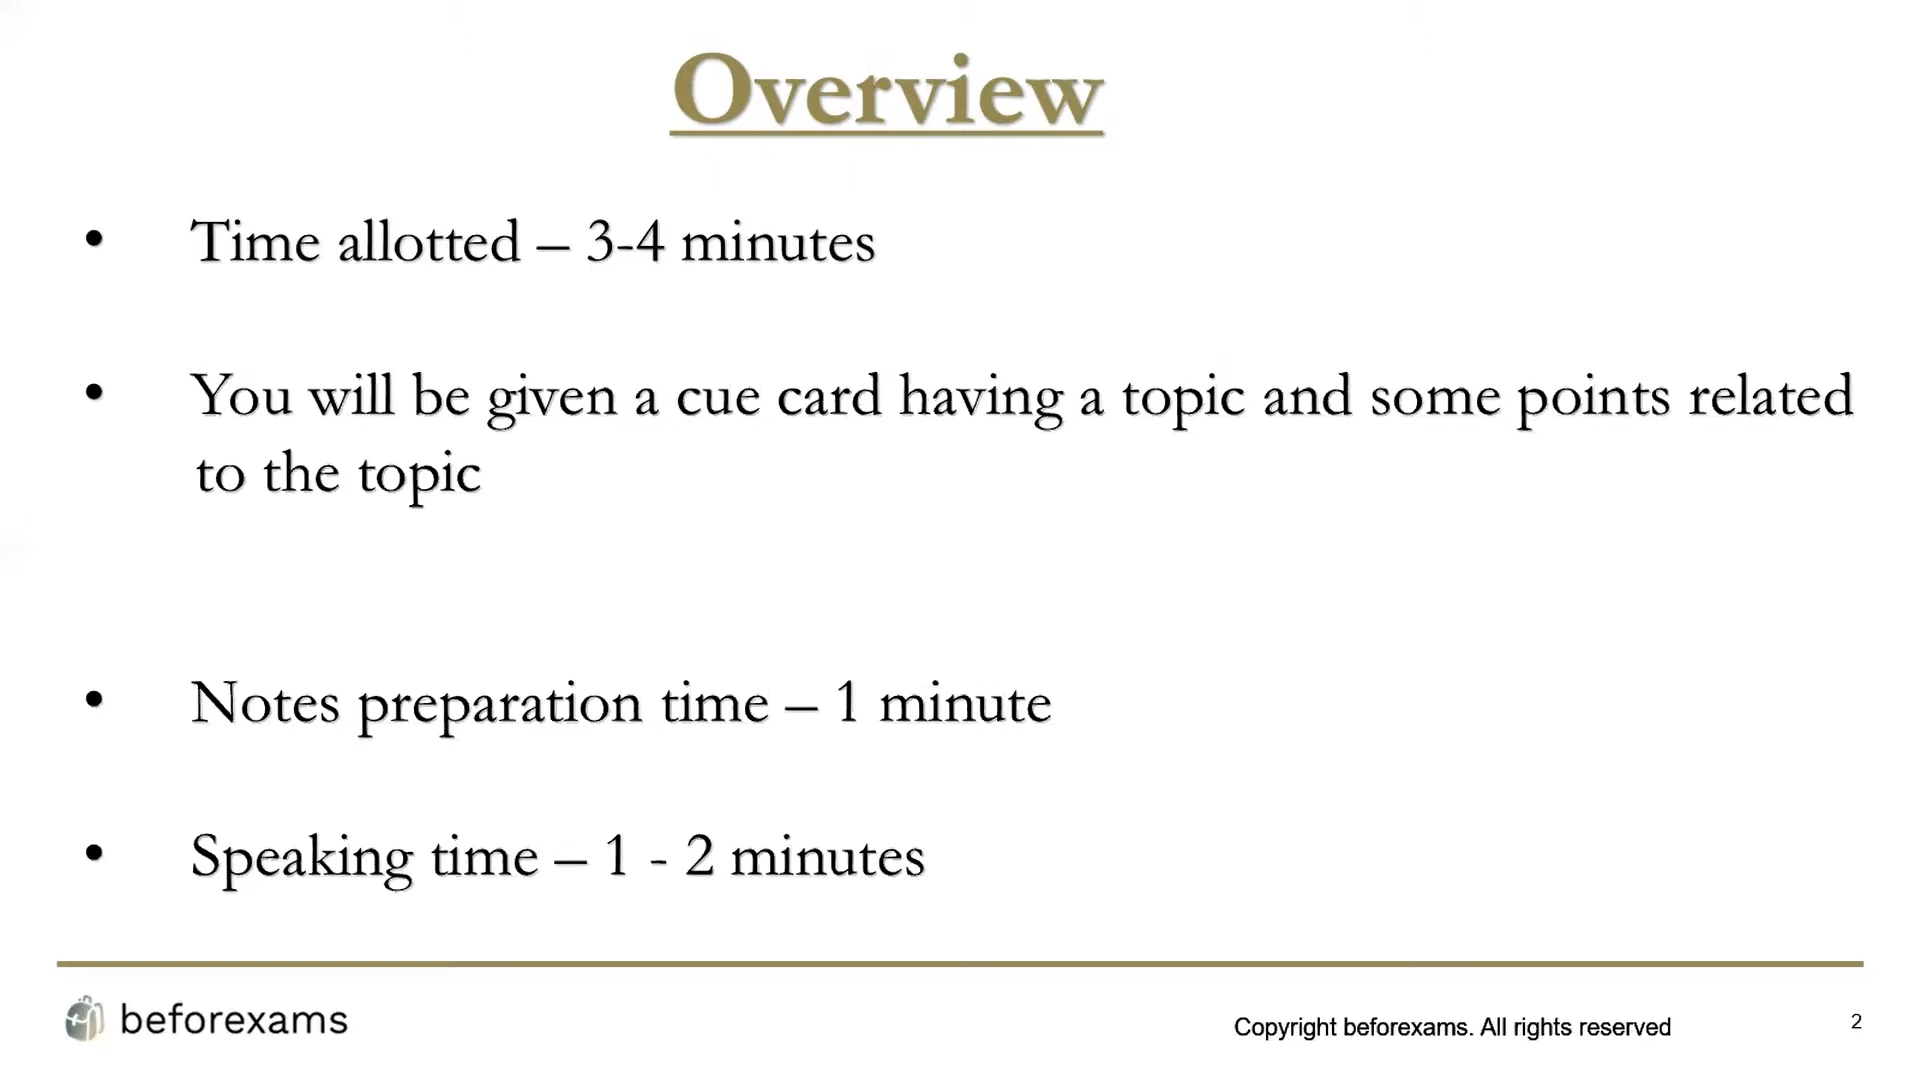 Overview
• Time allotted – 3-4 minutes
• You will be given a cue card having a topic and some points related
to the topic
• Notes preparation time – 1 minute
• Speaking time – 1 - 2 minutes
beforexams
Copyright beforexams. All rights reserved
2